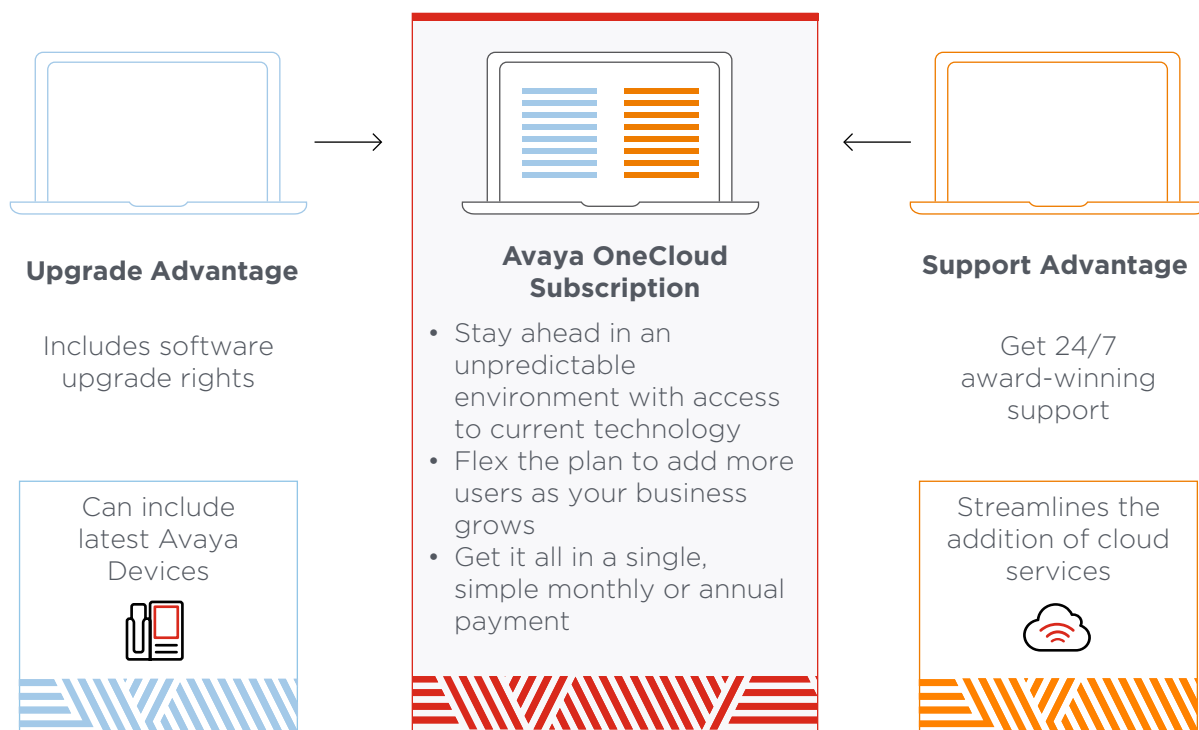 Upgrade Advantage
Includes software
upgrade rights
Can include
latest Avaya
Devices
Avaya OneCloud
Subscription
• Stay ahead in an
unpredictable
environment with access
to current technology
• Flex the plan to add more
users as your business
grows
• Get it all in a single,
simple monthly or annual
payment
Support Advantage
Get 24/7
award-winning
support
Streamlines the
addition of cloud
services